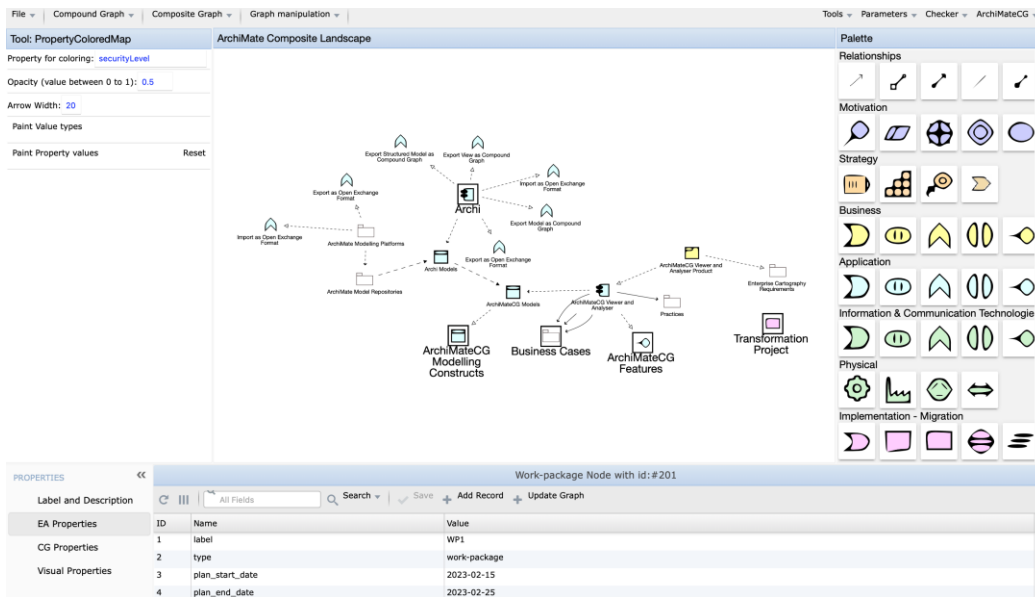 File Compound Graph Composite Graph Graph manipulation Tools Parameters Checker ArchiMateCG
Tool: PropertyColoredMap
Property for coloring: securityLevel
Opacity (value between 0 to 1): 0.5
Arrow Width: 20
Paint Value types
Paint Property values Reset
ArchiMate Composite Landscape
Export Structured Model as
Compound Graph
Export View as Compound
Graph
Export as Open Exchange
Format
Import as Open Exchange
Format
Archi
Export Model as Compound
Graph
Import as Open Exchange
Format
ArchiMate Modelling Platforms
Export as Open Exchange
Format
Archi Models
ArchiMateCG Viewer and
Analyser Product
Enterprise Cartography
Requirements
ArchiMate Model Repositories
ArchiMateCG Models
ArchiMateCG Viewer and
Analyser
Practices
ArchiMateCG
Modelling
Constructs
Business Cases
ArchiMateCG
Features
Transformation
Project
Palette
Relationships
Motivation
Strategy
Business
Application
Information & Communication Technologie
Physical
Implementation - Migration
PROPERTIES
Label and Description
EA Properties
CG Properties
Visual Properties
Work-package Node with id:#201
All Fields Search Save Add Record Update Graph
ID Name Value
1 label WP1
2 type work-package
3 plan_start_date 2023-02-15
4 plan_end_date 2023-02-25